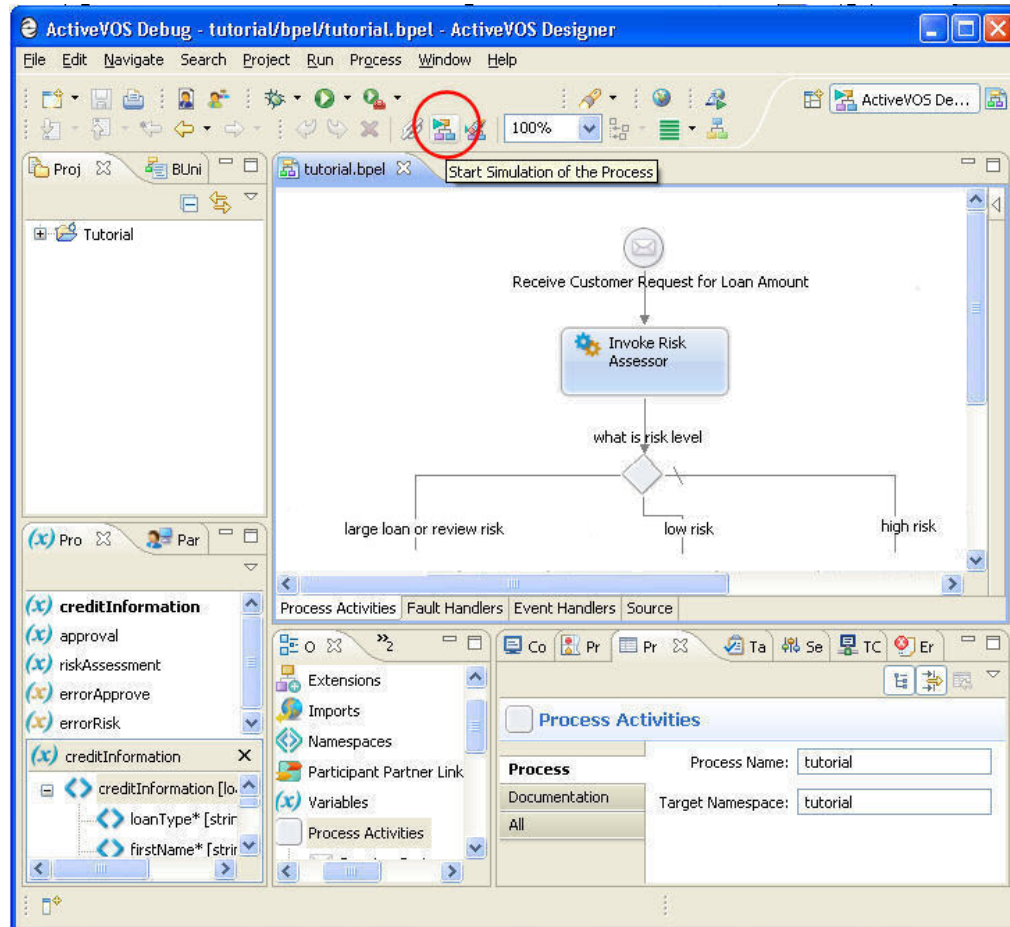 ActiveVOS Debug - tutorial/bpel/tutorial.bpel - ActiveVOS Designer
File Edit Navigate Search Project Run Process Window Help
ActiveVOS De...
100%
Proj
BUni
tutorial.bpel
Start Simulation of the Process
Tutorial
Receive Customer Request for Loan Amount
Invoke Risk
Assessor
what is risk level
large loan or review risk
low risk
high risk
Process Activities Fault Handlers Event Handlers Source
(x) Pro
Par
(x) creditInformation
(x) approval
(x) riskAssessment
(x) errorApprove
(x) errorRisk
(x) creditInformation
creditInformation [lo
loanType* [strir
firstName* [strir
O
»2
Extensions
Imports
Namespaces
Participant Partner Link
(x) Variables
Process Activities
Co
Pr
Pr
Ta
Se
TC
Er
Process Activities
Process
Documentation
All
Process Name: tutorial
Target Namespace: tutorial